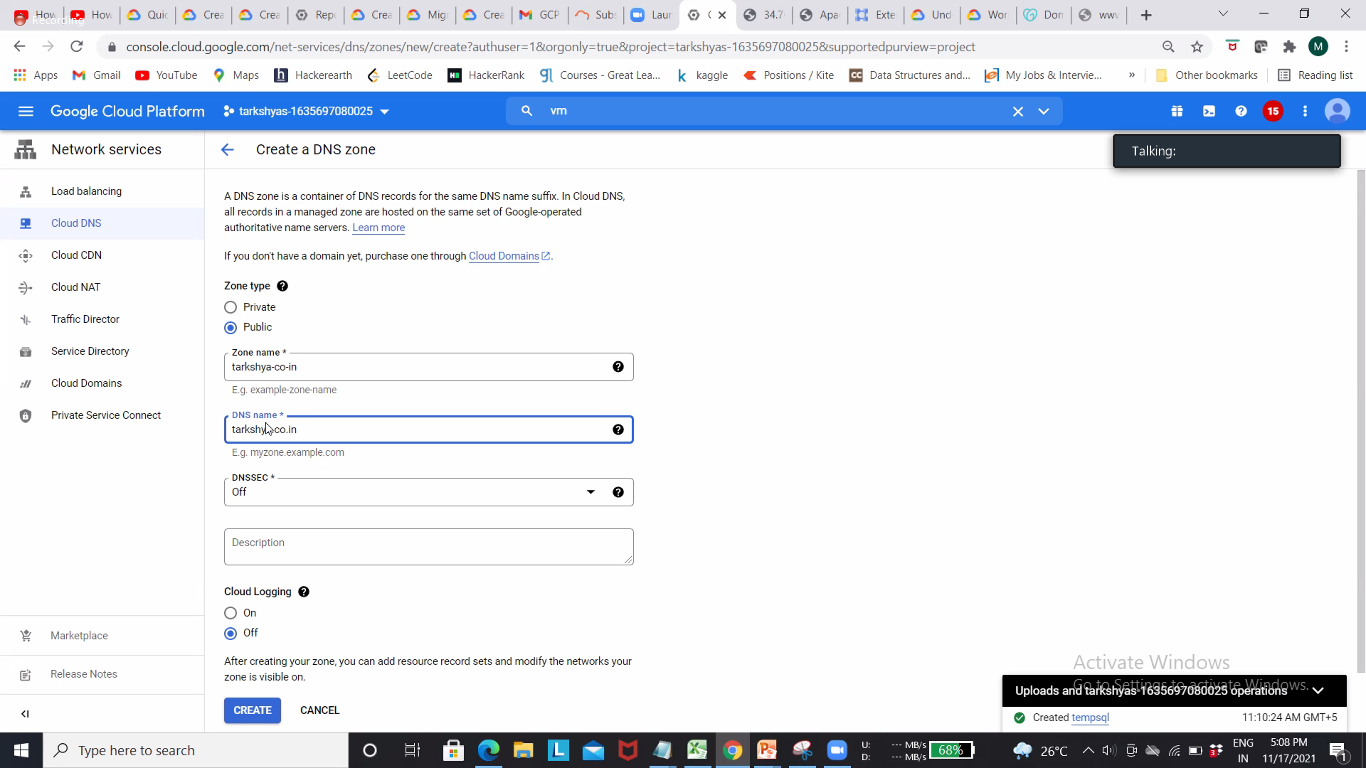 Recording
How
How
Quic
Crea
Crea
Repo
Crea
Mig
Crea
GCP
Subs
Laun
C
34.7
Apa
Exte
Und
Wor
Don
ww
console.cloud.google.com/net-services/dns/zones/new/create?authuser=1&orgonly=true&project=tarkshyas-1635697080025&supportedpurview=project
M
Apps
Gmail
YouTube
Maps
Hackerearth
LeetCode
HackerRank
Courses - Great Lea...
kaggle
Positions / Kite
Data Structures and...
My Jobs & Intervie...
»
Other bookmarks
Reading list
Google Cloud Platform
tarkshyas-1635697080025
vm
15
Network services
Create a DNS zone
Talking:
Load balancing
Cloud DNS
Cloud CDN
Cloud NAT
Traffic Director
Service Directory
Cloud Domains
Private Service Connect
A DNS zone is a container of DNS records for the same DNS name suffix. In Cloud DNS,
all records in a managed zone are hosted on the same set of Google-operated
authoritative name servers. Learn more
If you don't have a domain yet, purchase one through Cloud Domains.
Zone type
Private
Public
Zone name *
tarkshya-co-in
E.g. example-zone-name
DNS name *
tarkshya-co.in
E.g. myzone.example.com
DNSSEC *
Off
Description
Cloud Logging
On
Off
After creating your zone, you can add resource record sets and modify the networks your
zone is visible on.
CREATE
CANCEL
Marketplace
Release Notes
Activate Windows
Go to Settings to activate Windows.
Uploads and tarkshyas-1635697080025 operations
Created tempsql
11:10:24 AM GMT+5
Type here to search
U: --- MB/s
D: --- MB/s
68%
26°C
ENG
IN
5:08 PM
11/17/2021
1